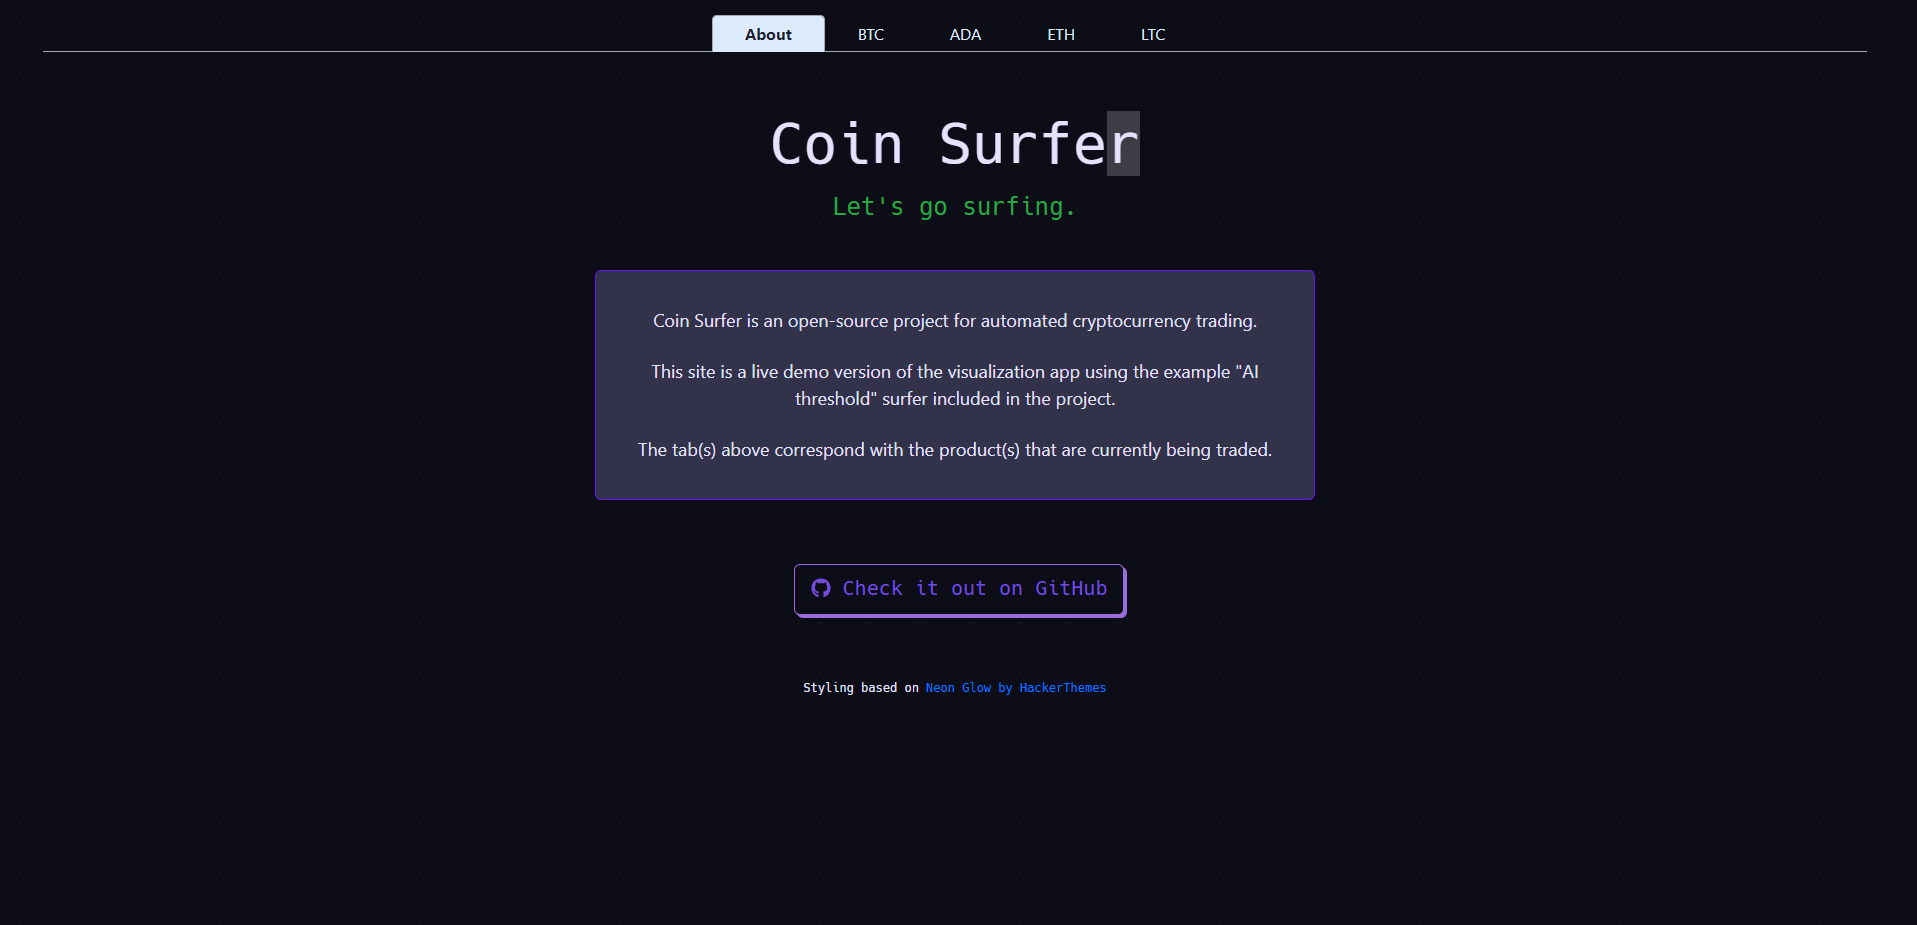 About BTC ADA ETH LTC
Coin Surfer
Let's go surfing.
Coin Surfer is an open-source project for automated cryptocurrency trading.
This site is a live demo version of the visualization app using the example "AI
threshold" surfer included in the project.
The tab(s) above correspond with the product(s) that are currently being traded.
Check it out on GitHub
Styling based on Neon Glow by HackerThemes